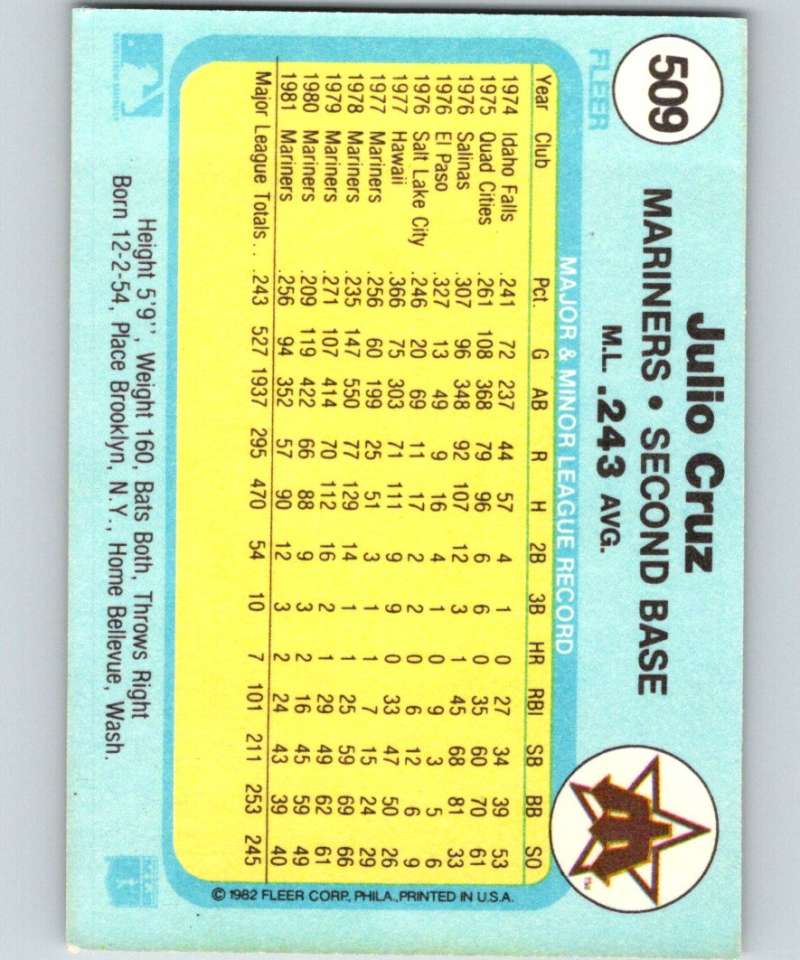 509
FLEER
Julio Cruz
MARINERS • SECOND BASE
M.L. .243 AVG.
MAJOR & MINOR LEAGUE RECORD
Year Club Pct. G AB R H 2B 3B HR RBI SB BB SO
1974 Idaho Falls .241 72 237 44 57 4 1 0 27 34 39 53
1975 Quad Cities .261 108 368 79 96 6 6 0 35 60 70 61
1976 Salinas .307 96 348 92 107 12 3 1 45 68 81 33
1976 El Paso .327 13 49 9 16 4 1 0 9 3 5 6
1976 Salt Lake City .246 20 69 11 17 2 2 0 6 12 6 9
1977 Hawaii .366 75 303 71 111 9 9 0 33 47 50 26
1977 Mariners .256 60 199 25 51 3 1 1 7 15 24 29
1978 Mariners .235 147 550 77 129 14 1 1 25 59 69 66
1979 Mariners .271 107 414 70 112 16 2 1 29 49 62 61
1980 Mariners .209 119 422 66 88 9 3 2 16 45 59 49
1981 Mariners .256 94 352 57 90 12 3 2 24 43 39 40
Major League Totals . . .243 527 1937 295 470 54 10 7 101 211 253 245
© 1982 FLEER CORP. PHILA., PRINTED IN U.S.A.
Height 5'9'', Weight 160, Bats Both, Throws Right
Born 12-2-54, Place Brooklyn, N.Y., Home Bellevue, Wash.